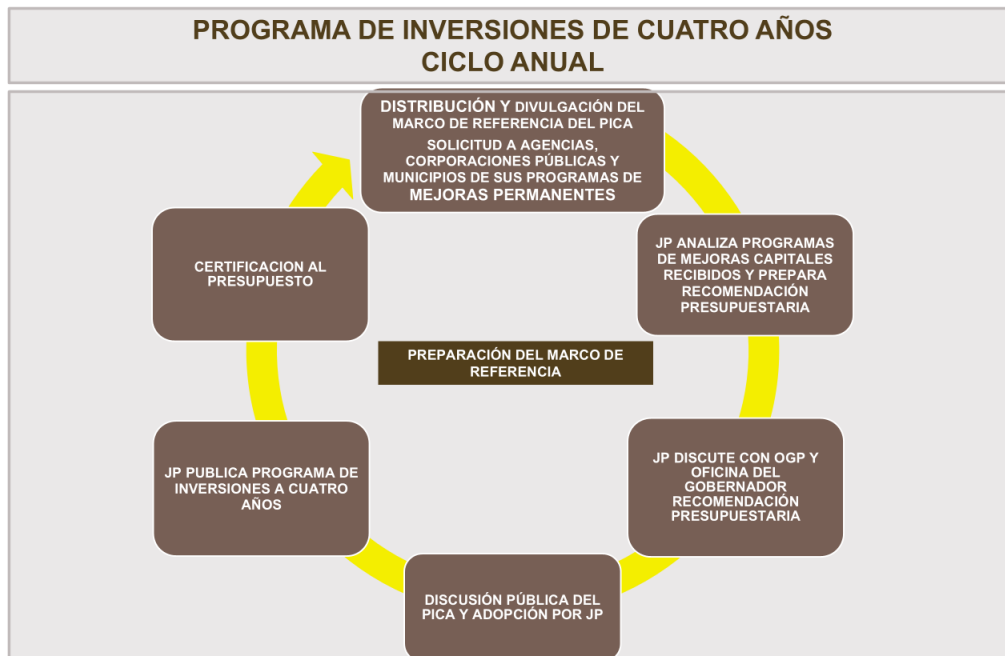 PROGRAMA DE INVERSIONES DE CUATRO AÑOS
CICLO ANUAL
DISTRIBUCIÓN Y DIVULGACIÓN DEL
MARCO DE REFERENCIA DEL PICA
SOLICITUD A AGENCIAS,
CORPORACIONES PÚBLICAS Y
MUNICIPIOS DE SUS PROGRAMAS DE
MEJORAS PERMANENTES
JP ANALIZA PROGRAMAS
DE MEJORAS CAPITALES
RECIBIDOS Y PREPARA
RECOMENDACIÓN
PRESUPUESTARIA
JP DISCUTE CON OGP Y
OFICINA DEL
GOBERNADOR
RECOMENDACIÓN
PRESUPUESTARIA
DISCUSIÓN PÚBLICA DEL
PICA Y ADOPCIÓN POR JP
JP PUBLICA PROGRAMA DE
INVERSIONES A CUATRO
AÑOS
CERTIFICACION AL
PRESUPUESTO
PREPARACIÓN DEL MARCO DE
REFERENCIA